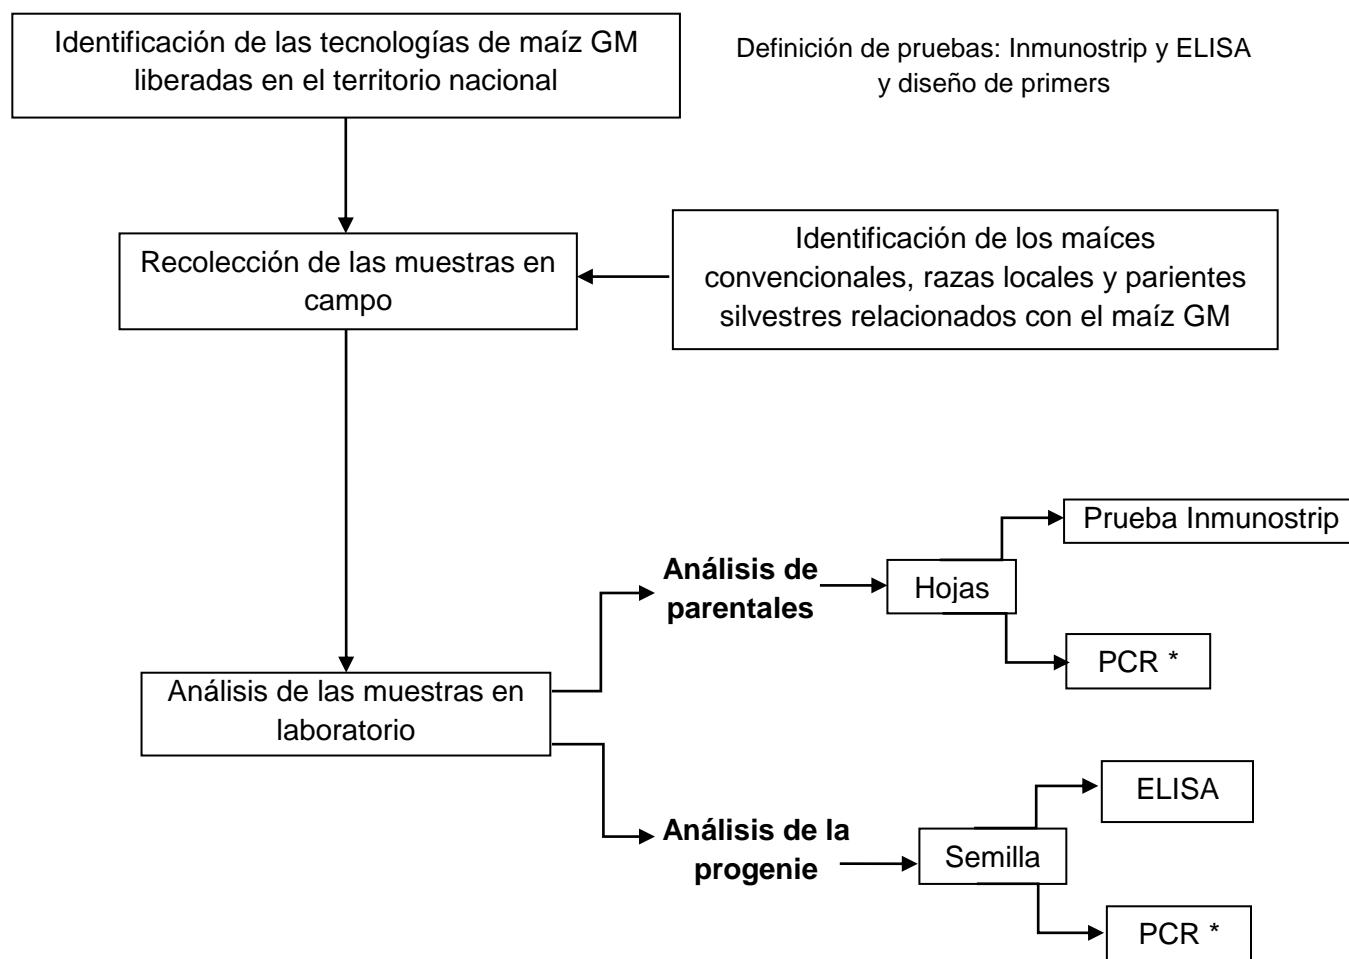 Identificación de las tecnologías de maíz GM
liberadas en el territorio nacional
Definición de pruebas: Inmunostrip y ELISA
y diseño de primers
Recolección de las muestras en
campo
Identificación de los maíces
convencionales, razas locales y parientes
silvestres relacionados con el maíz GM
Prueba Inmunostrip
Análisis de
parentales
Hojas
PCR *
Análisis de las muestras en
laboratorio
ELISA
Análisis de la
progenie
Semilla
PCR *